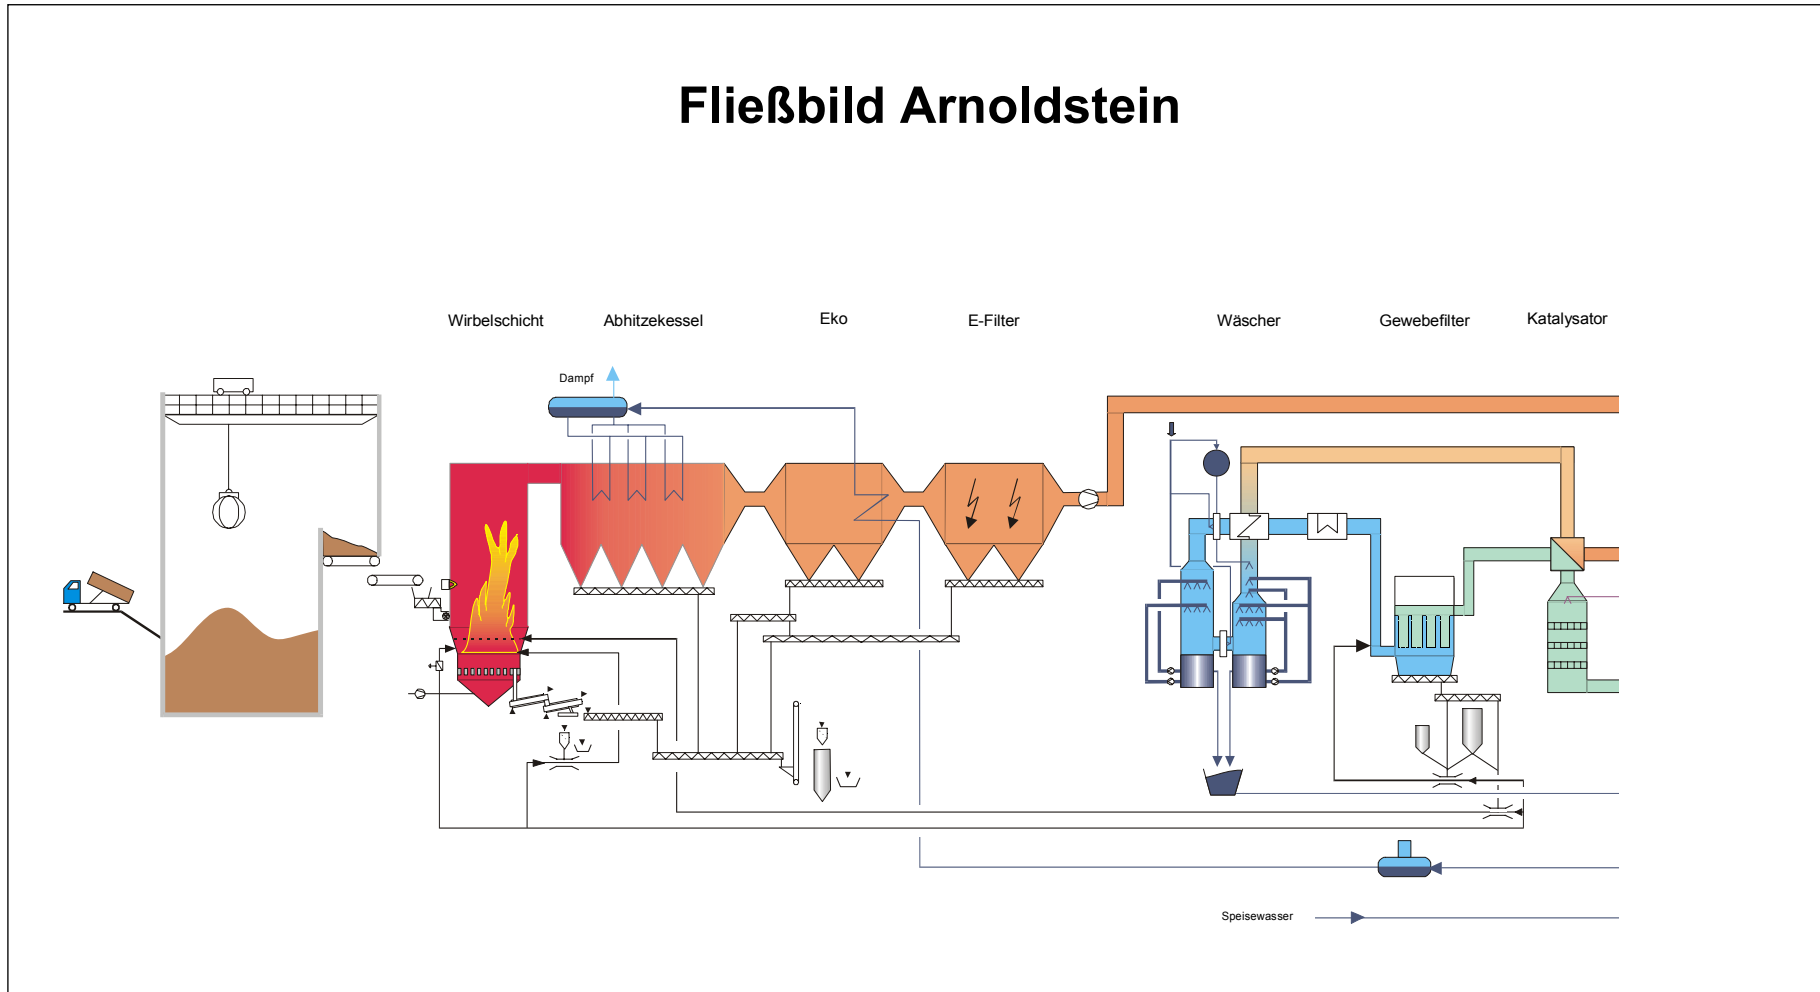 Fließbild Arnoldstein
Wirbelschicht
Abhitzekessel
Eko
E-Filter
Wäscher
Gewebefilter
Katalysator
Dampf
Speisewasser